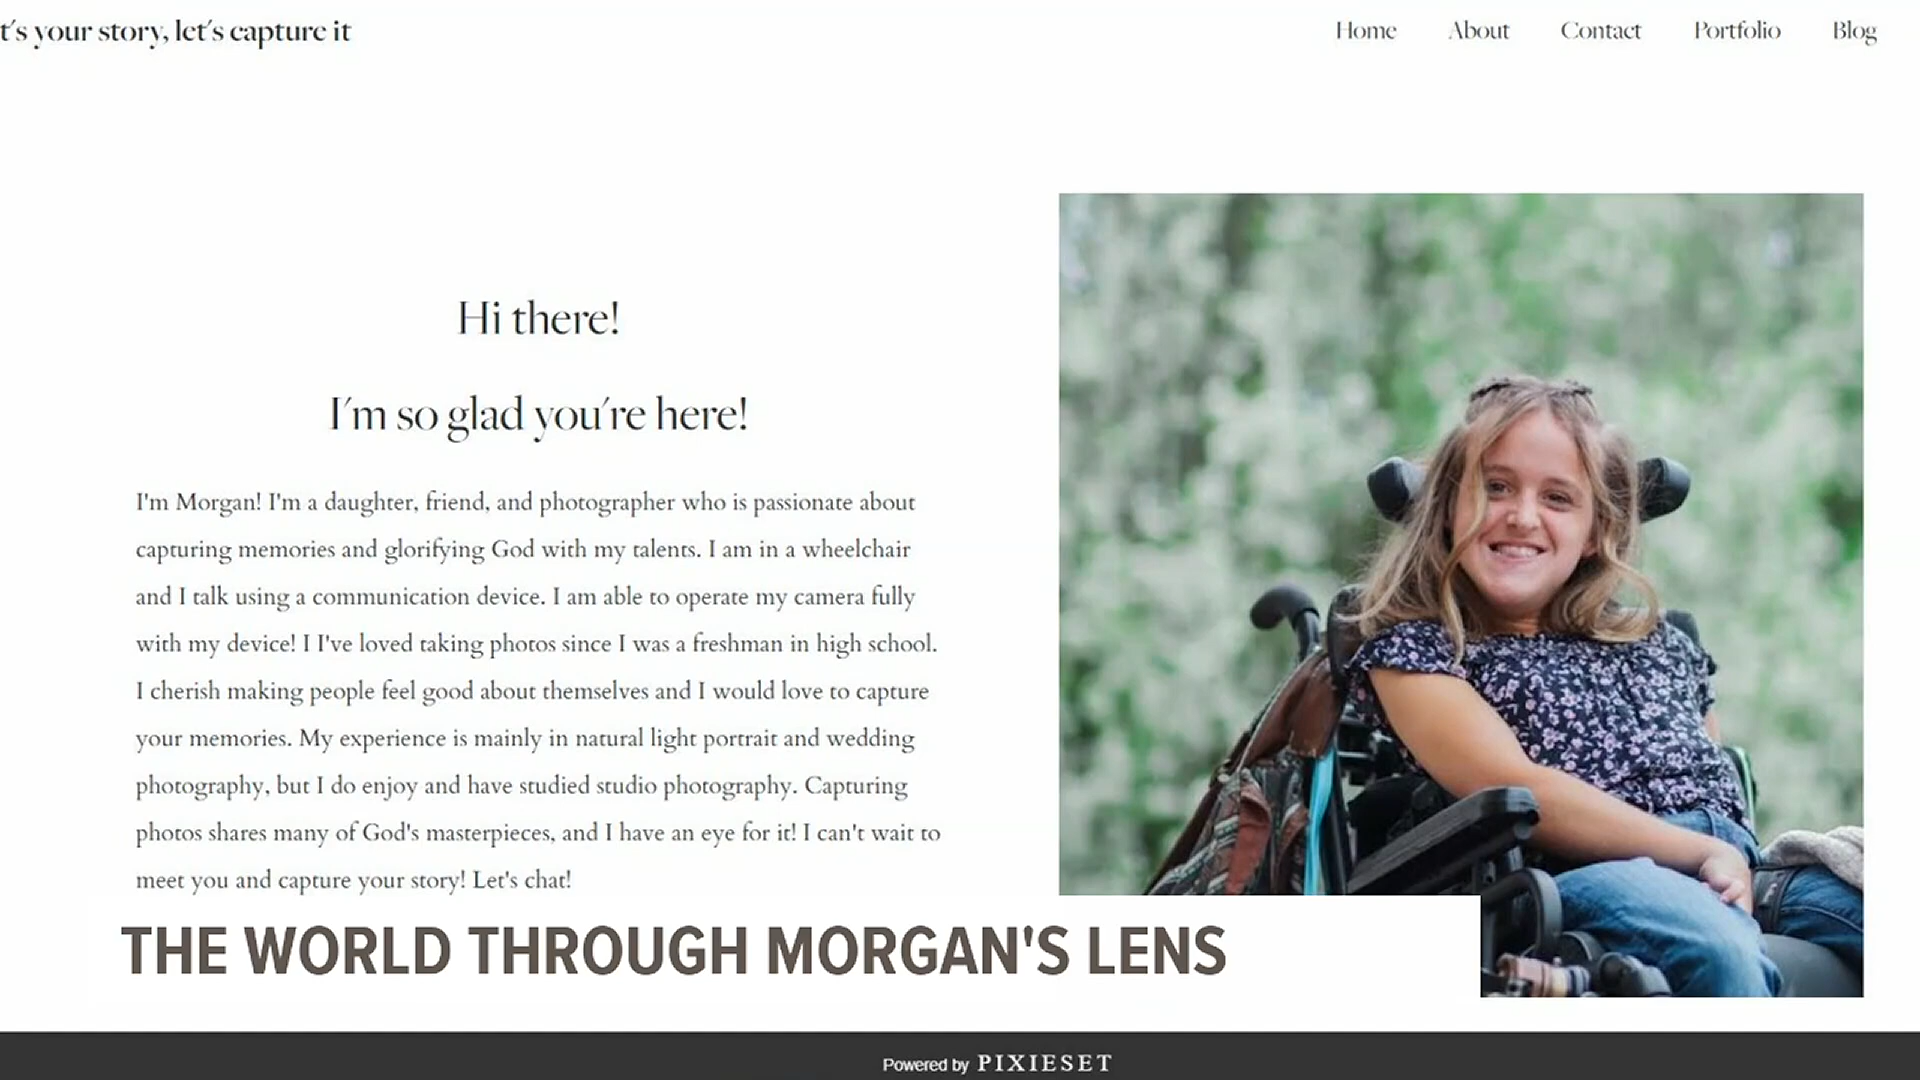 t's your story, let's capture it
Home About Contact Portfolio Blog
Hi there!
I'm so glad you're here!
I'm Morgan! I'm a daughter, friend, and photographer who is passionate about
capturing memories and glorifying God with my talents. I am in a wheelchair
and I talk using a communication device. I am able to operate my camera fully
with my device! I I've loved taking photos since I was a freshman in high school.
I cherish making people feel good about themselves and I would love to capture
your memories. My experience is mainly in natural light portrait and wedding
photography, but I do enjoy and have studied studio photography. Capturing
photos shares many of God's masterpieces, and I have an eye for it! I can't wait to
meet you and capture your story! Let's chat!
THE WORLD THROUGH MORGAN'S LENS
Powered by PIXIESET